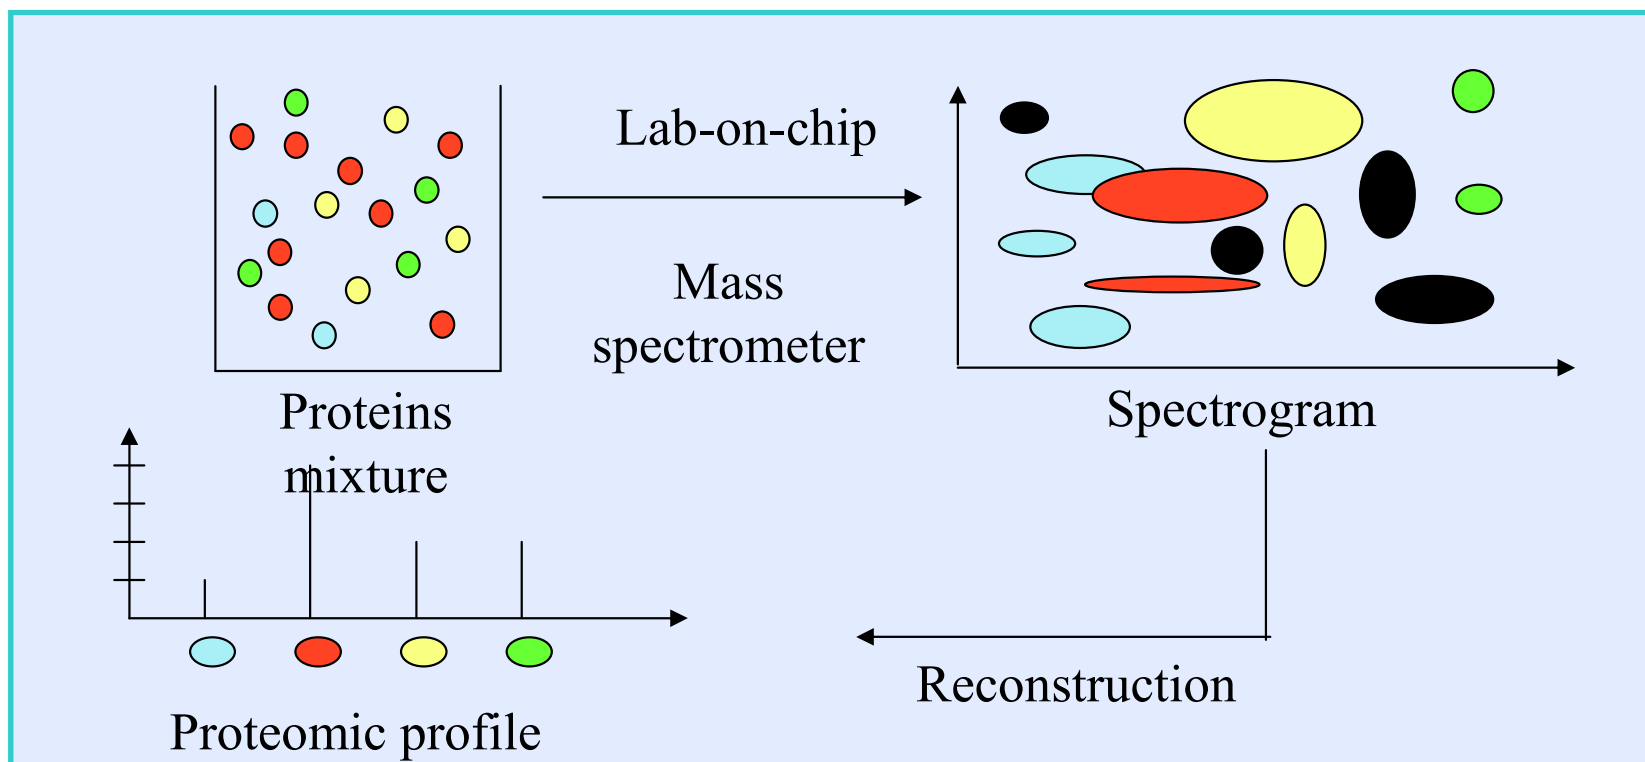 Lab-on-chip
Mass
spectrometer
Proteins
mixture
Spectrogram
Reconstruction
Proteomic profile